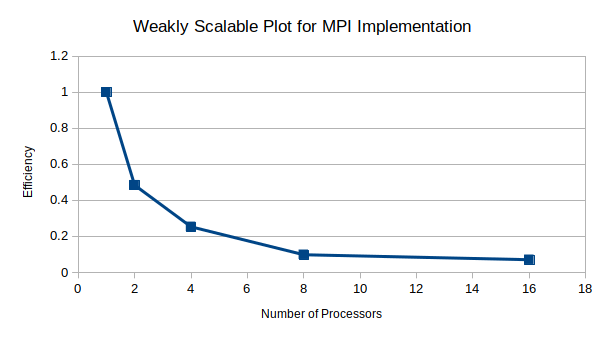 Weakly Scalable Plot for MPI Implementation
1.2
1
0.8
0.6
0.4
0.2
0
Efficiency
0 2 4 6 8 10 12 14 16 18
Number of Processors